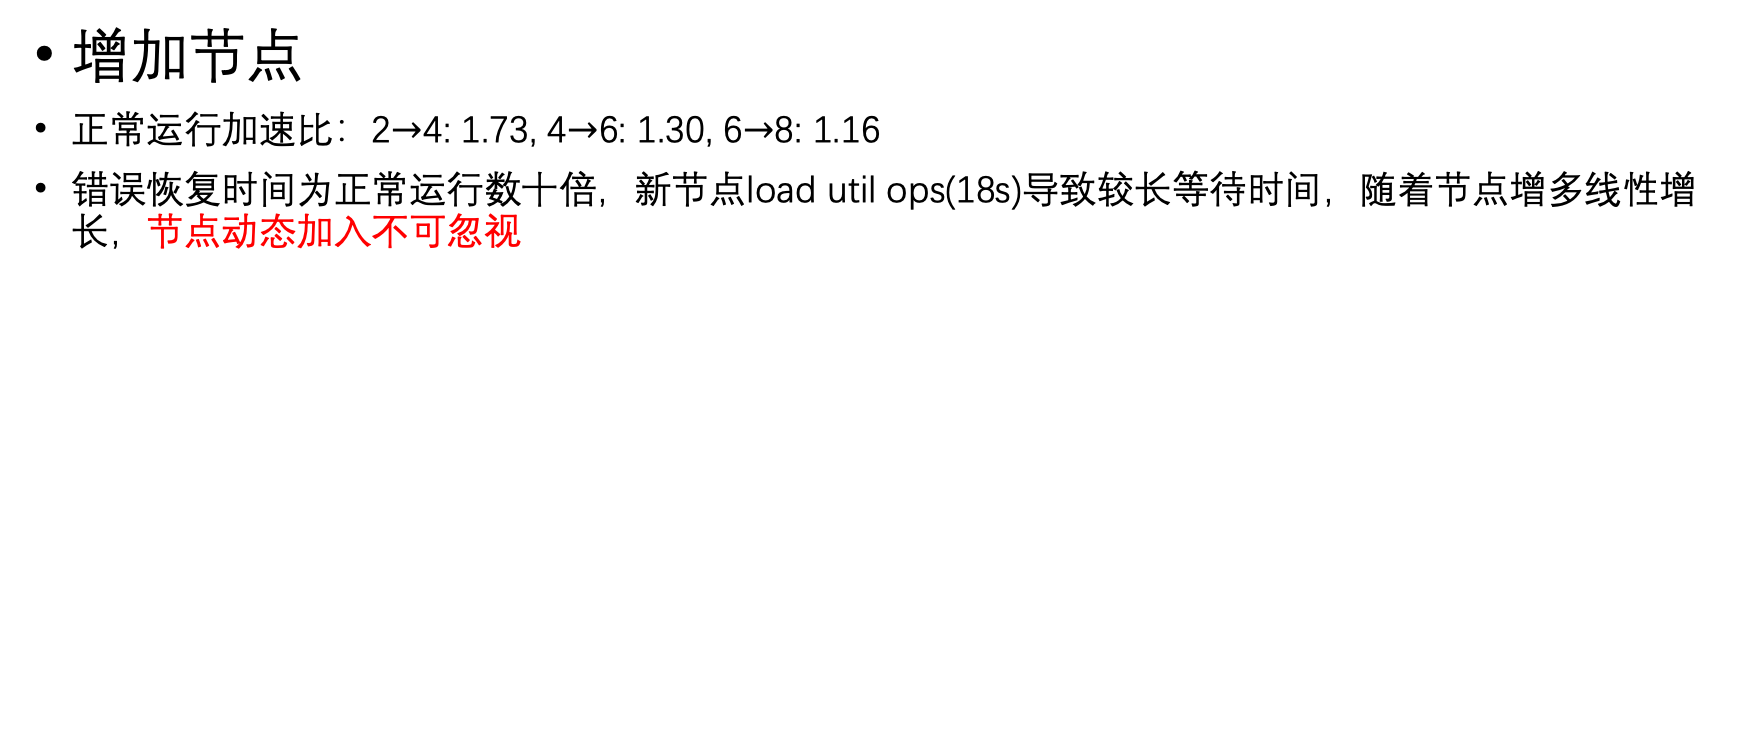 • 增加节点
• 正常运行加速比：2→4: 1.73, 4→6: 1.30, 6→8: 1.16
• 错误恢复时间为正常运行数十倍，新节点load util ops(18s)导致较长等待时间，随着节点增多线性增
长，节点动态加入不可忽视